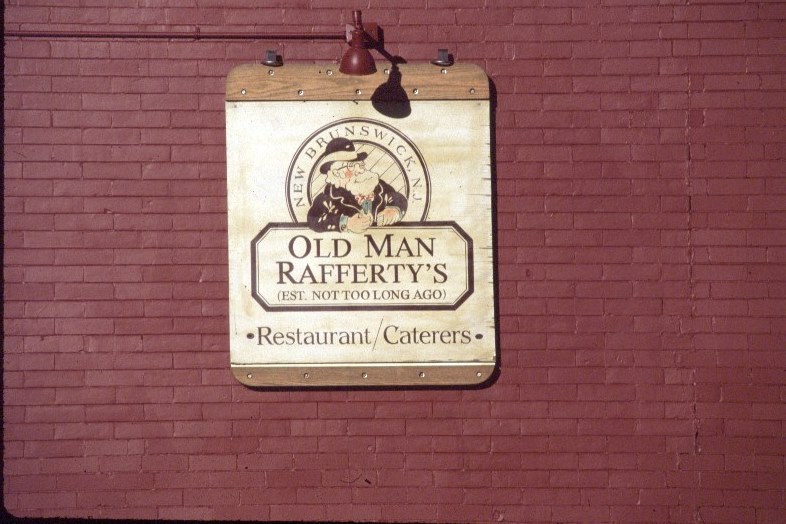 NEW BRUNSWICK, N.J.
OLD MAN
RAFFERTY'S
(EST. NOT TOO LONG AGO)
•Restaurant/Caterers•